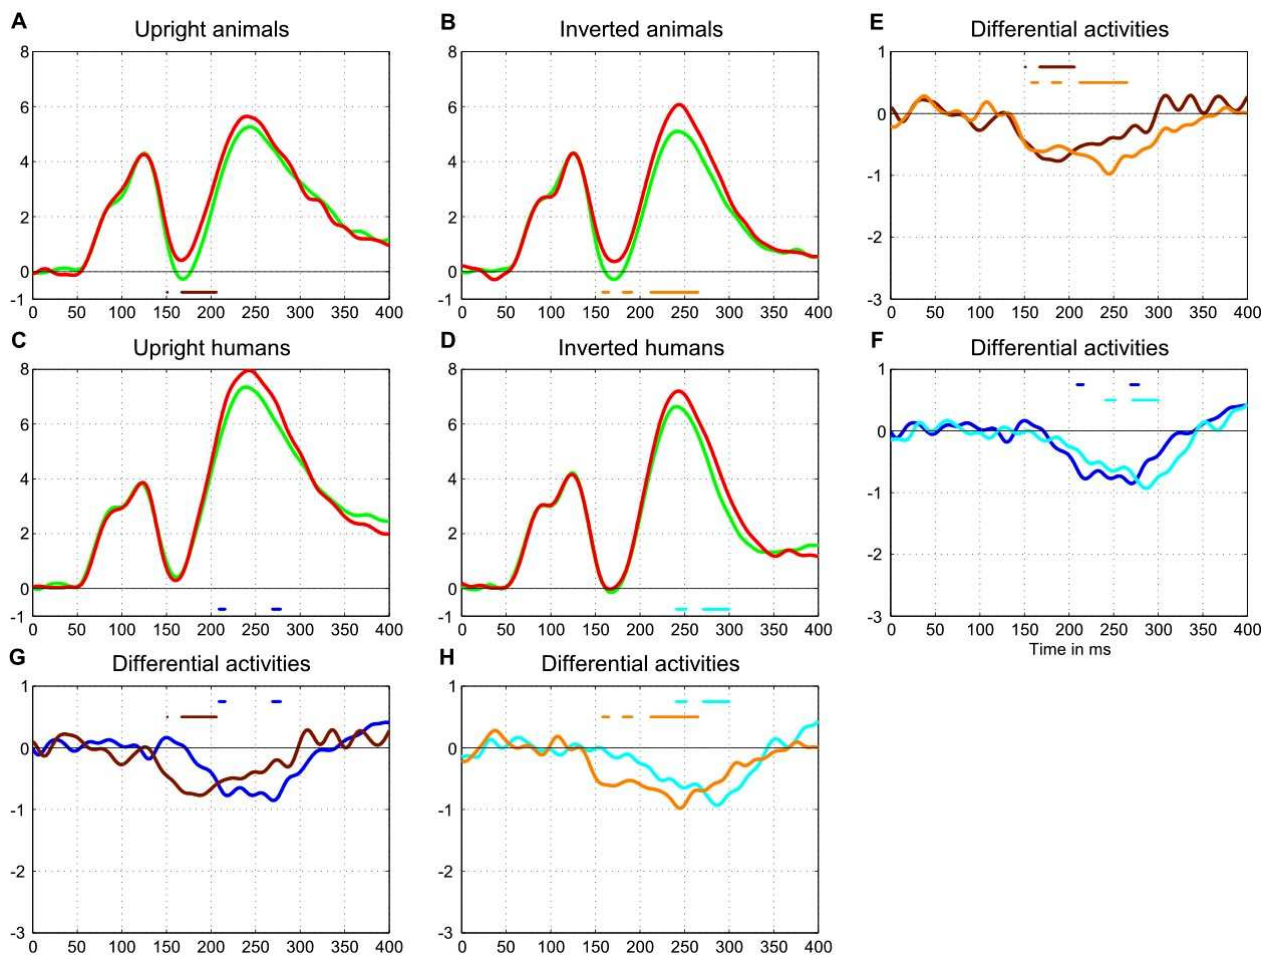 A Upright animals
B Inverted animals
E Differential activities
8
6
4
2
0
-1
0 50 100 150 200 250 300 350 400
8
6
4
2
0
-1
0 50 100 150 200 250 300 350 400
1
0
-1
-2
-3
0 50 100 150 200 250 300 350 400
C Upright humans
D Inverted humans
F Differential activities
8
6
4
2
0
-1
0 50 100 150 200 250 300 350 400
8
6
4
2
0
-1
0 50 100 150 200 250 300 350 400
1
0
-1
-2
-3
0 50 100 150 200 250 300 350 400
Time in ms
G Differential activities
H Differential activities
1
0
-1
-2
-3
0 50 100 150 200 250 300 350 400
1
0
-1
-2
-3
0 50 100 150 200 250 300 350 400